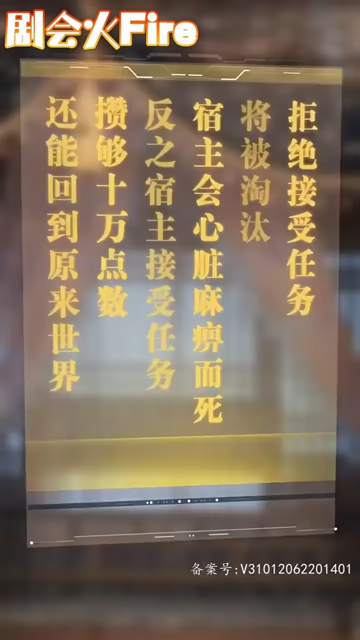 剧会火Fire
拒绝接受任务
将被淘汰
宿主会心脏麻痹而死
反之宿主接受任务
攒够十万点数
还能回到原来世界
备案号:V31012062201401